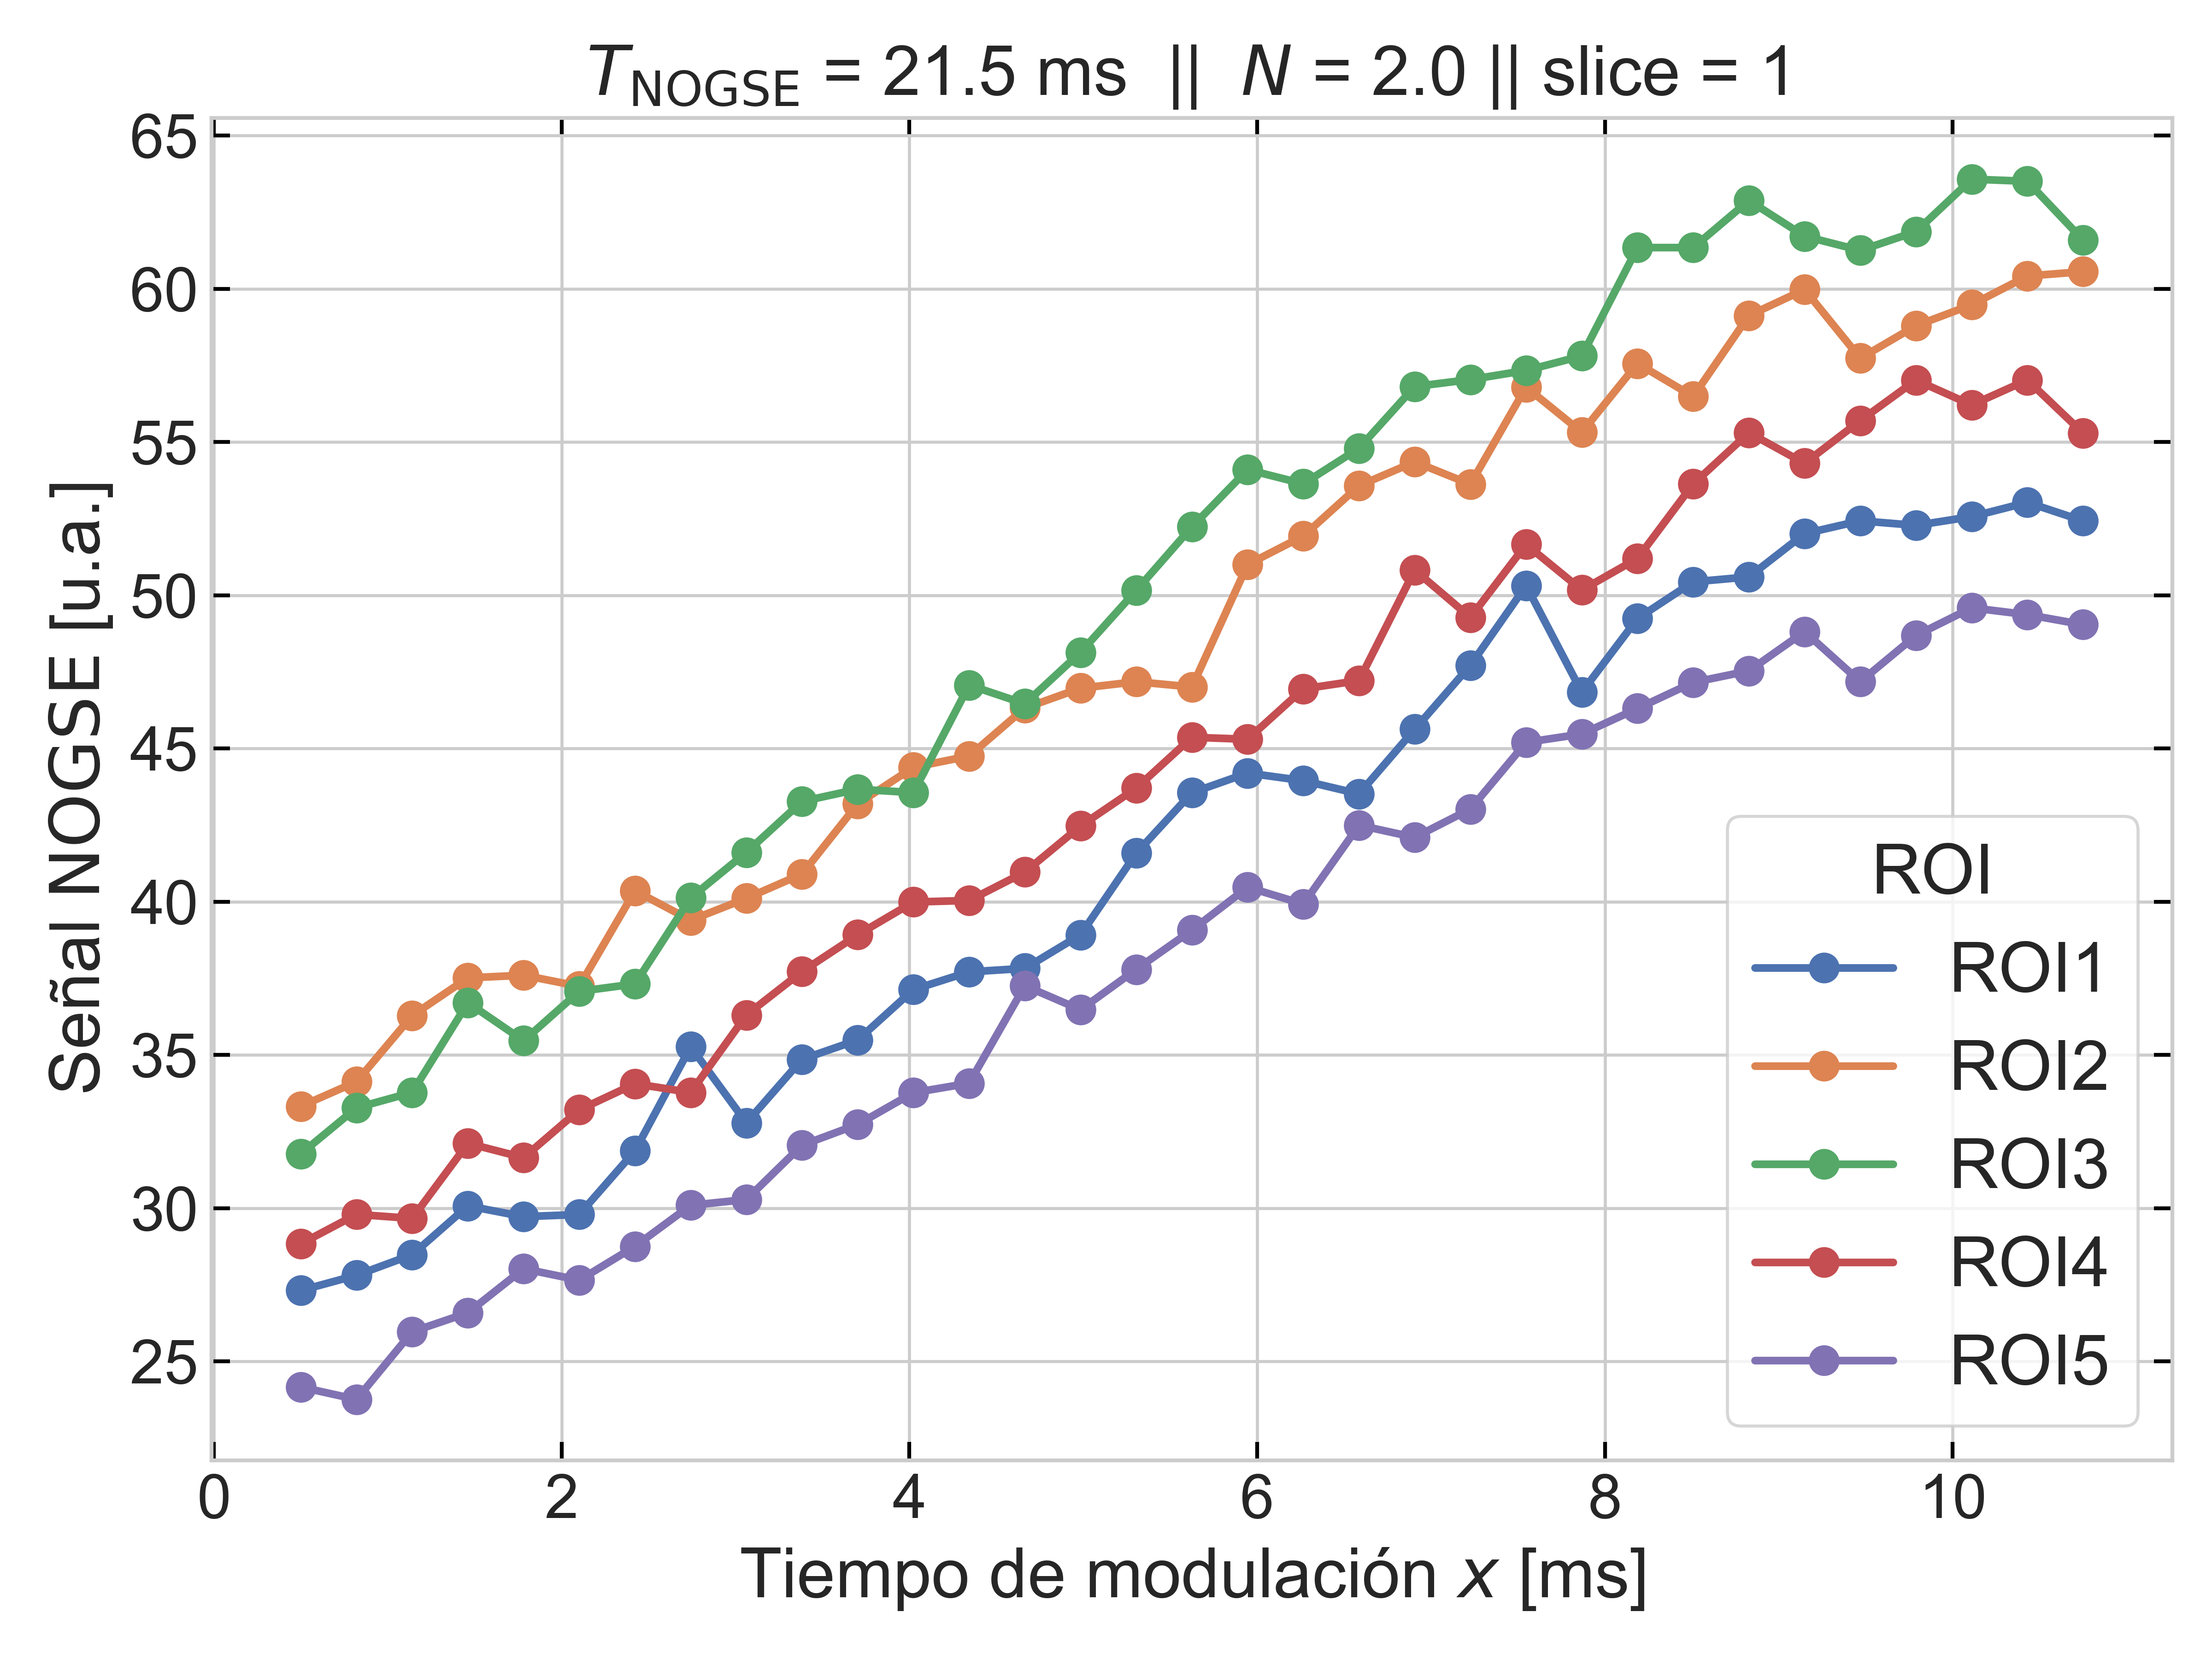 T_NOGSE = 21.5 ms || N = 2.0 || slice = 1
Señal NOGSE [u.a.]
65
60
55
50
45
40
35
30
25
ROI
ROI1
ROI2
ROI3
ROI4
ROI5
0 2 4 6 8 10
Tiempo de modulación x [ms]